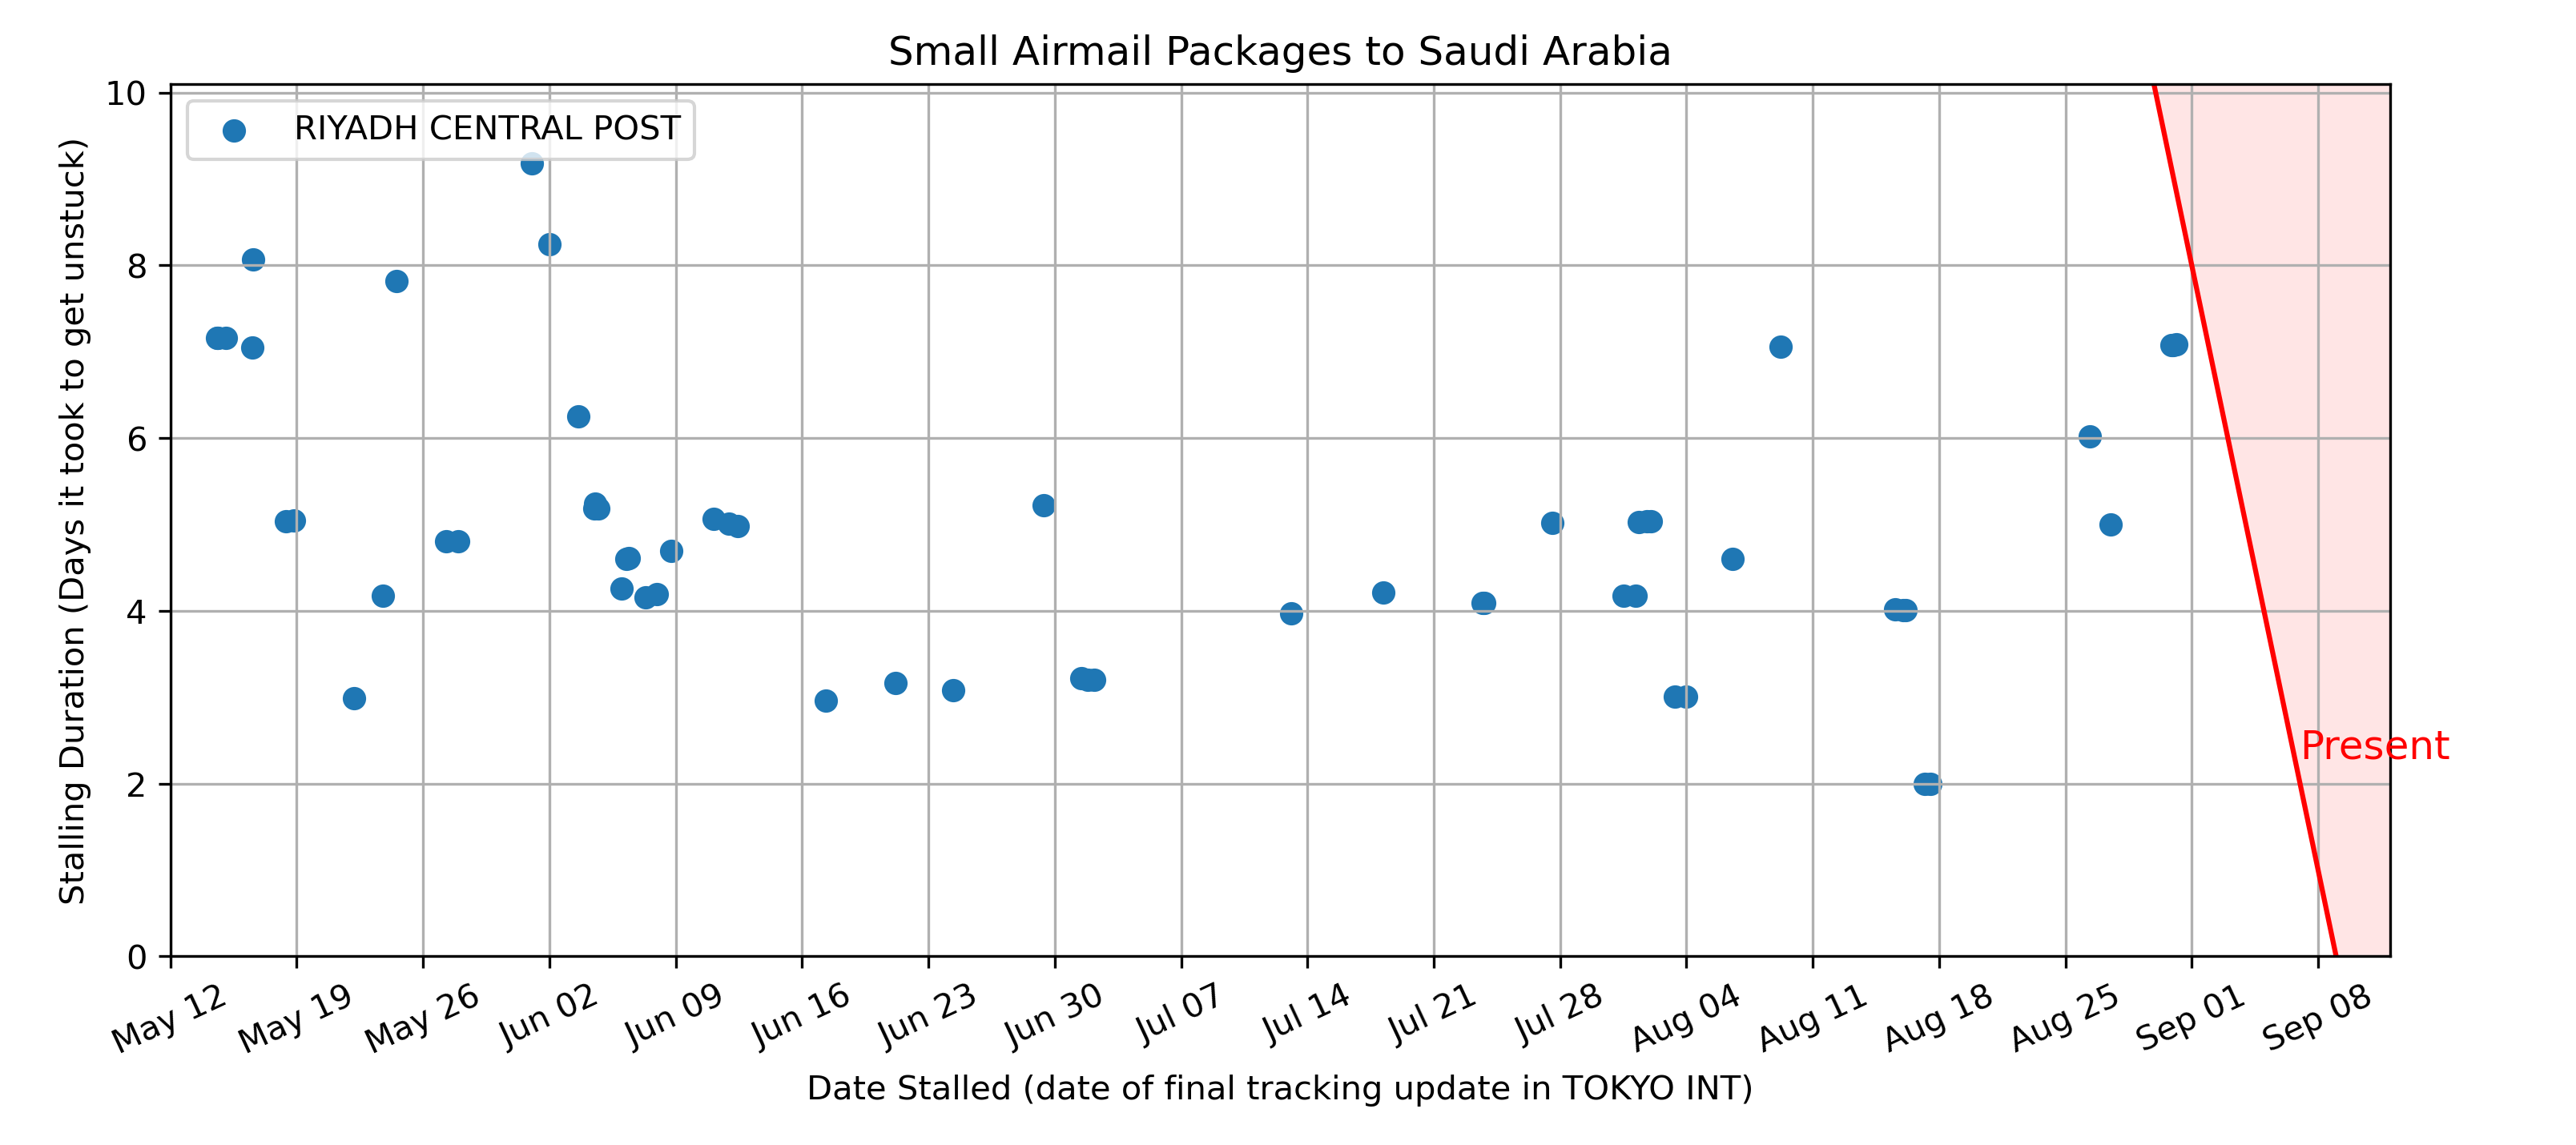 Small Airmail Packages to Saudi Arabia
RIYADH CENTRAL POST
Stalling Duration (Days it took to get unstuck)
10
8
6
4
2
0
Present
May 12
May 19
May 26
Jun 02
Jun 09
Jun 16
Jun 23
Jun 30
Jul 07
Jul 14
Jul 21
Jul 28
Aug 04
Aug 11
Aug 18
Aug 25
Sep 01
Sep 08
Date Stalled (date of final tracking update in TOKYO INT)